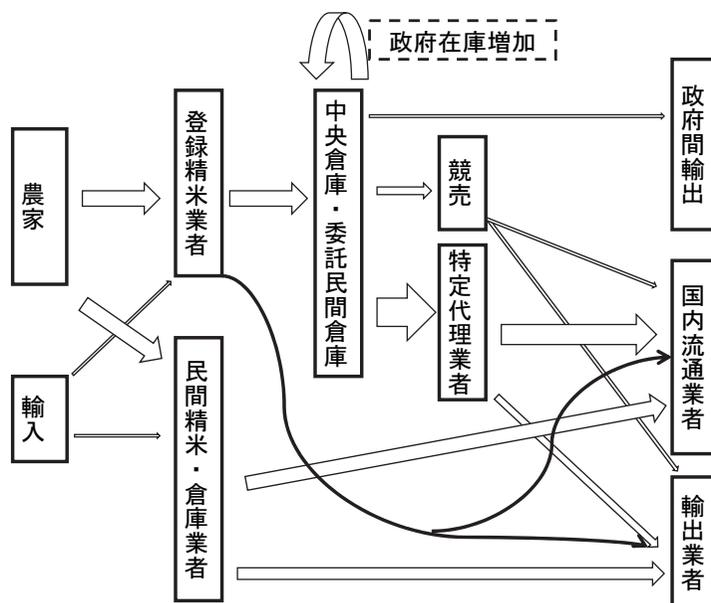 政府在庫増加
農家
輸入
登録精米業者
民間精米・倉庫業者
中央倉庫・委託民間倉庫
競売
特定代理業者
政府間輸出
国内流通業者
輸出業者